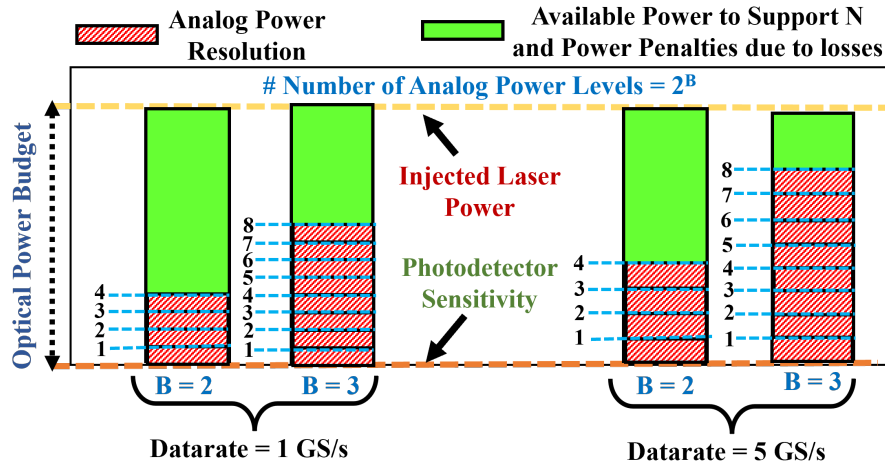 Analog Power
Resolution
Available Power to Support N
and Power Penalties due to losses
# Number of Analog Power Levels = 2^B
Optical Power Budget
Injected Laser
Power
Photodetector
Sensitivity
4
3
2
1
8
7
6
5
4
3
2
1
4
3
2
1
8
7
6
5
4
3
2
1
B = 2
B = 3
B = 2
B = 3
Datarate = 1 GS/s
Datarate = 5 GS/s